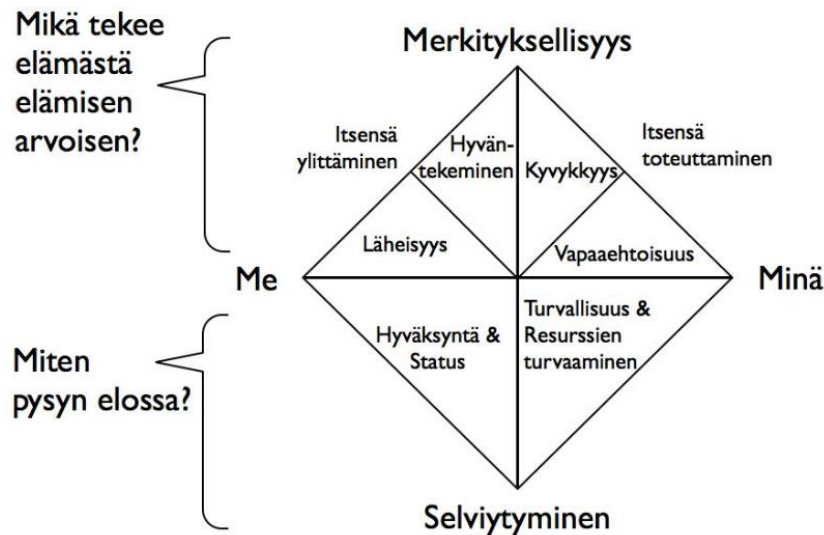 Mikä tekee
elämästä
elämisen
arvoisen?
Merkityksellisyys
Itsensä
ylittäminen
Hyvän-
tekeminen
Kyvykkyys
Itsensä
toteuttaminen
Läheisyys
Vapaaehtoisuus
Me
Minä
Hyväksyntä &
Status
Turvallisuus &
Resurssien
turvaaminen
Miten
pysyn elossa?
Selviytyminen